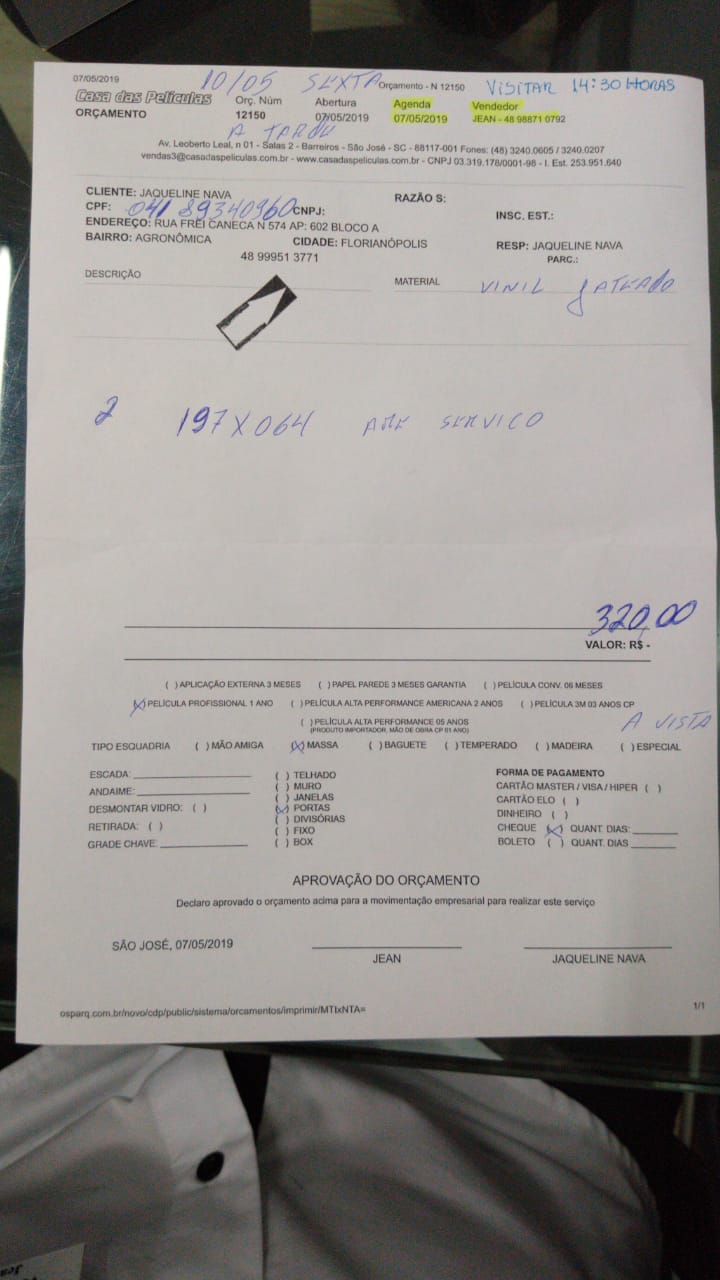 07/05/2019 10/05 SEXTA Orçamento - N 12150 VISITAR 14:30 HORAS
Casa das Películas Orç. Núm Abertura Agenda Vendedor
ORÇAMENTO 12150 07/05/2019 07/05/2019 JEAN - 48 98871 0792
A TARDE
Av. Leoberto Leal, n 01 - Salas 2 - Barreiros - São José - SC - 88117-001 Fones: (48) 3240.0605 / 3240.0207
vendas3@casadaspeliculas.com.br - www.casadaspeliculas.com.br - CNPJ 03.319.178/0001-98 - I. Est. 253.951.640
CLIENTE: JAQUELINE NAVA RAZÃO S:
CPF: 041 89340960 CNPJ: INSC. EST.:
ENDEREÇO: RUA FREI CANECA N 574 AP: 602 BLOCO A
BAIRRO: AGRONÔMICA CIDADE: FLORIANÓPOLIS RESP: JAQUELINE NAVA
48 99951 3771 PARC.:
DESCRIÇÃO MATERIAL VINIL JATEADO
2 197X064 SERVICO
320,00
VALOR: R$ -
( ) APLICAÇÃO EXTERNA 3 MESES ( ) PAPEL PAREDE 3 MESES GARANTIA ( ) PELÍCULA CONV. 06 MESES
(X) PELÍCULA PROFISSIONAL 1 ANO ( ) PELÍCULA ALTA PERFORMANCE AMERICANA 2 ANOS ( ) PELÍCULA 3M 03 ANOS CP
( ) PELÍCULA ALTA PERFORMANCE 05 ANOS A VISTA
(PRODUTO IMPORTADOR, MÃO DE OBRA CP 01 ANO)
TIPO ESQUADRIA ( ) MÃO AMIGA (X) MASSA ( ) BAGUETE ( ) TEMPERADO ( ) MADEIRA ( ) ESPECIAL
ESCADA: ( ) TELHADO FORMA DE PAGAMENTO
ANDAIME: ( ) MURO CARTÃO MASTER / VISA / HIPER ( )
( ) JANELAS CARTÃO ELO ( )
DESMONTAR VIDRO: ( ) (X) PORTAS DINHEIRO ( )
RETIRADA: ( ) ( ) DIVISÓRIAS CHEQUE (X) QUANT. DIAS:
( ) FIXO BOLETO ( ) QUANT. DIAS
GRADE CHAVE: ( ) BOX
APROVAÇÃO DO ORÇAMENTO
Declaro aprovado o orçamento acima para a movimentação empresarial para realizar este serviço
SÃO JOSÉ, 07/05/2019
JEAN JAQUELINE NAVA
osparq.com.br/novo/cdp/public/sistema/orcamentos/imprimir/MTIxNTA= 1/1